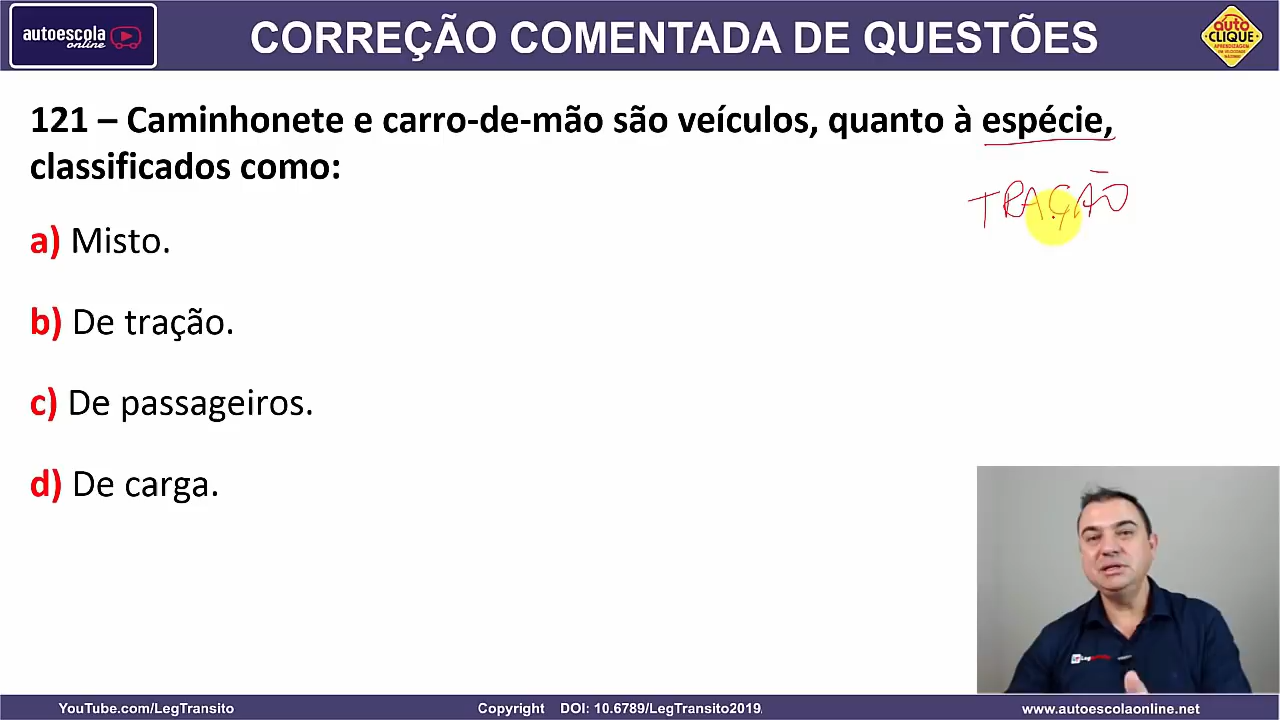 autoescola
online
CORREÇÃO COMENTADA DE QUESTÕES
auto
CLIQUE
APRENDIZAGEM
121 – Caminhonete e carro-de-mão são veículos, quanto à espécie,
classificados como:
TRAÇÃO
a) Misto.
b) De tração.
c) De passageiros.
d) De carga.
YouTube.com/LegTransito
Copyright DOI: 10.6789/LegTransito2019
www.autoescolaonline.net